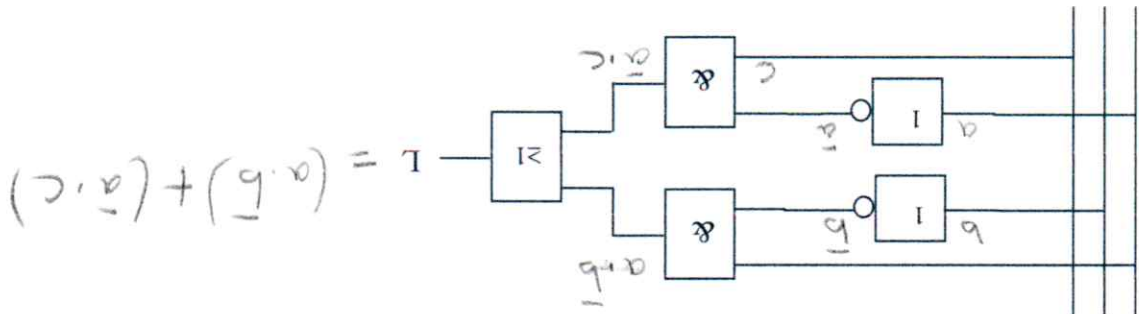 a·b̄
b 1 b̄ &
≥1 L = (a·b̄)+(ā·c)
a 1 ā &
c
ā·c